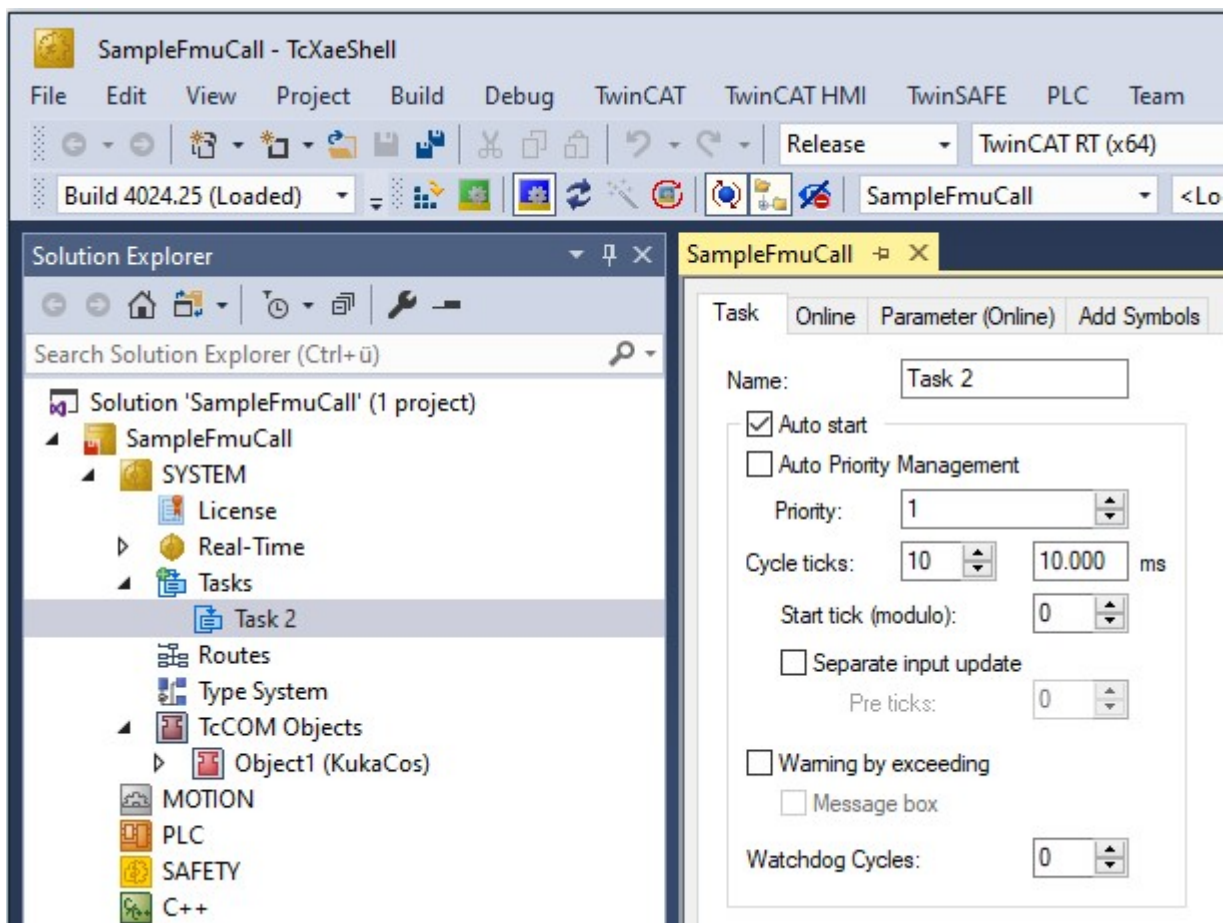 SampleFmuCall - TcXaeShell
File Edit View Project Build Debug TwinCAT TwinCAT HMI TwinSAFE PLC Team
Release TwinCAT RT (x64)
Build 4024.25 (Loaded) SampleFmuCall <Lo
Solution Explorer
Search Solution Explorer (Ctrl+ü)
Solution 'SampleFmuCall' (1 project)
SampleFmuCall
SYSTEM
License
Real-Time
Tasks
Task 2
Routes
Type System
TcCOM Objects
Object1 (KukaCos)
MOTION
PLC
SAFETY
C++
SampleFmuCall
Task Online Parameter (Online) Add Symbols
Name: Task 2
Auto start
Auto Priority Management
Priority: 1
Cycle ticks: 10 10.000 ms
Start tick (modulo): 0
Separate input update
Pre ticks: 0
Warning by exceeding
Message box
Watchdog Cycles: 0